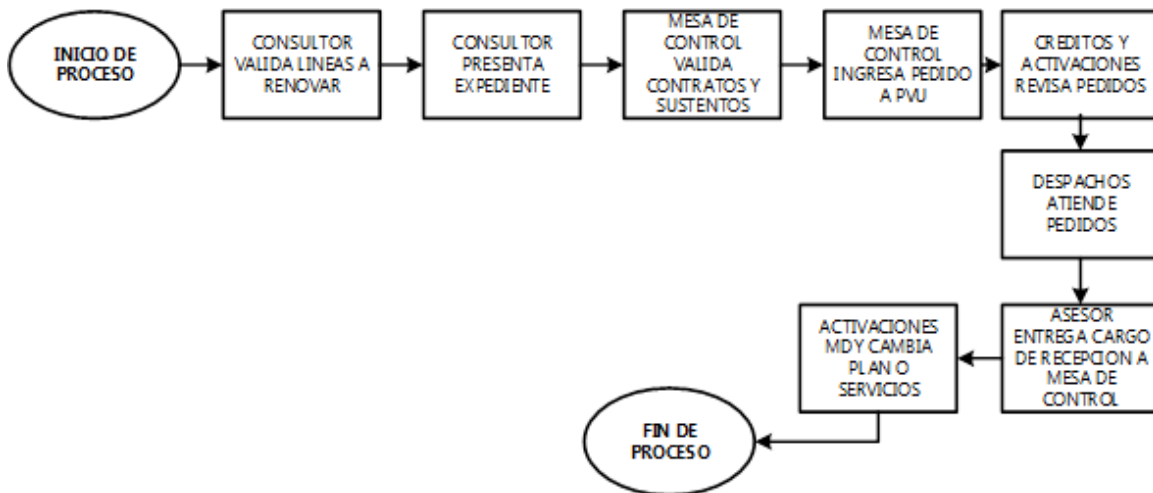 INICIO DE
PROCESO
CONSULTOR
VALIDA LINEAS A
RENOVAR
CONSULTOR
PRESENTA
EXPEDIENTE
MESA DE
CONTROL
VALIDA
CONTRATOS Y
SUSTENTOS
MESA DE
CONTROL
INGRESA PEDIDO
A PVU
CREDITOS Y
ACTIVACIONES
REVISA PEDIDOS
DESPACHOS
ATIENDE
PEDIDOS
ASESOR
ENTREGA CARGO
DE RECEPCION A
MESA DE
CONTROL
ACTIVACIONES
MDY CAMBIA
PLAN O
SERVICIOS
FIN DE
PROCESO